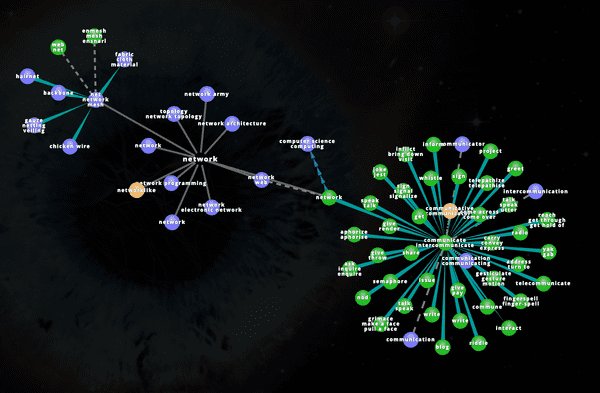 enmesh
mesh
ensnarl
web
net
fabric
cloth
material
hairnet
backbone
net
network
mesh
gauze
netting
veiling
chicken wire
network army
topology
network topology
network architecture
network
network
network programming
networklike
network
electronic network
network
network
web
computer science
computing
network
inform
communicator
project
inflict
bring down
visit
joke
jest
whistle
sign
telepathize
telepathise
greet
sign
signal
signalize
intercommunication
speak
talk
get
communicative
come across
come over
talk
speak
reach
get through
get hold of
give
render
radio
aphorize
aphorise
communicate
intercommunicate
carry
convey
express
yak
gab
give
throw
share
communication
communicating
address
turn to
ask
inquire
enquire
semaphore
issue
gesticulate
gesture
motion
telecommunicate
nod
talk
speak
give
pay
commune
fingerspell
finger-spell
grimace
make a face
pull a face
write
write
interact
communication
blog
riddle